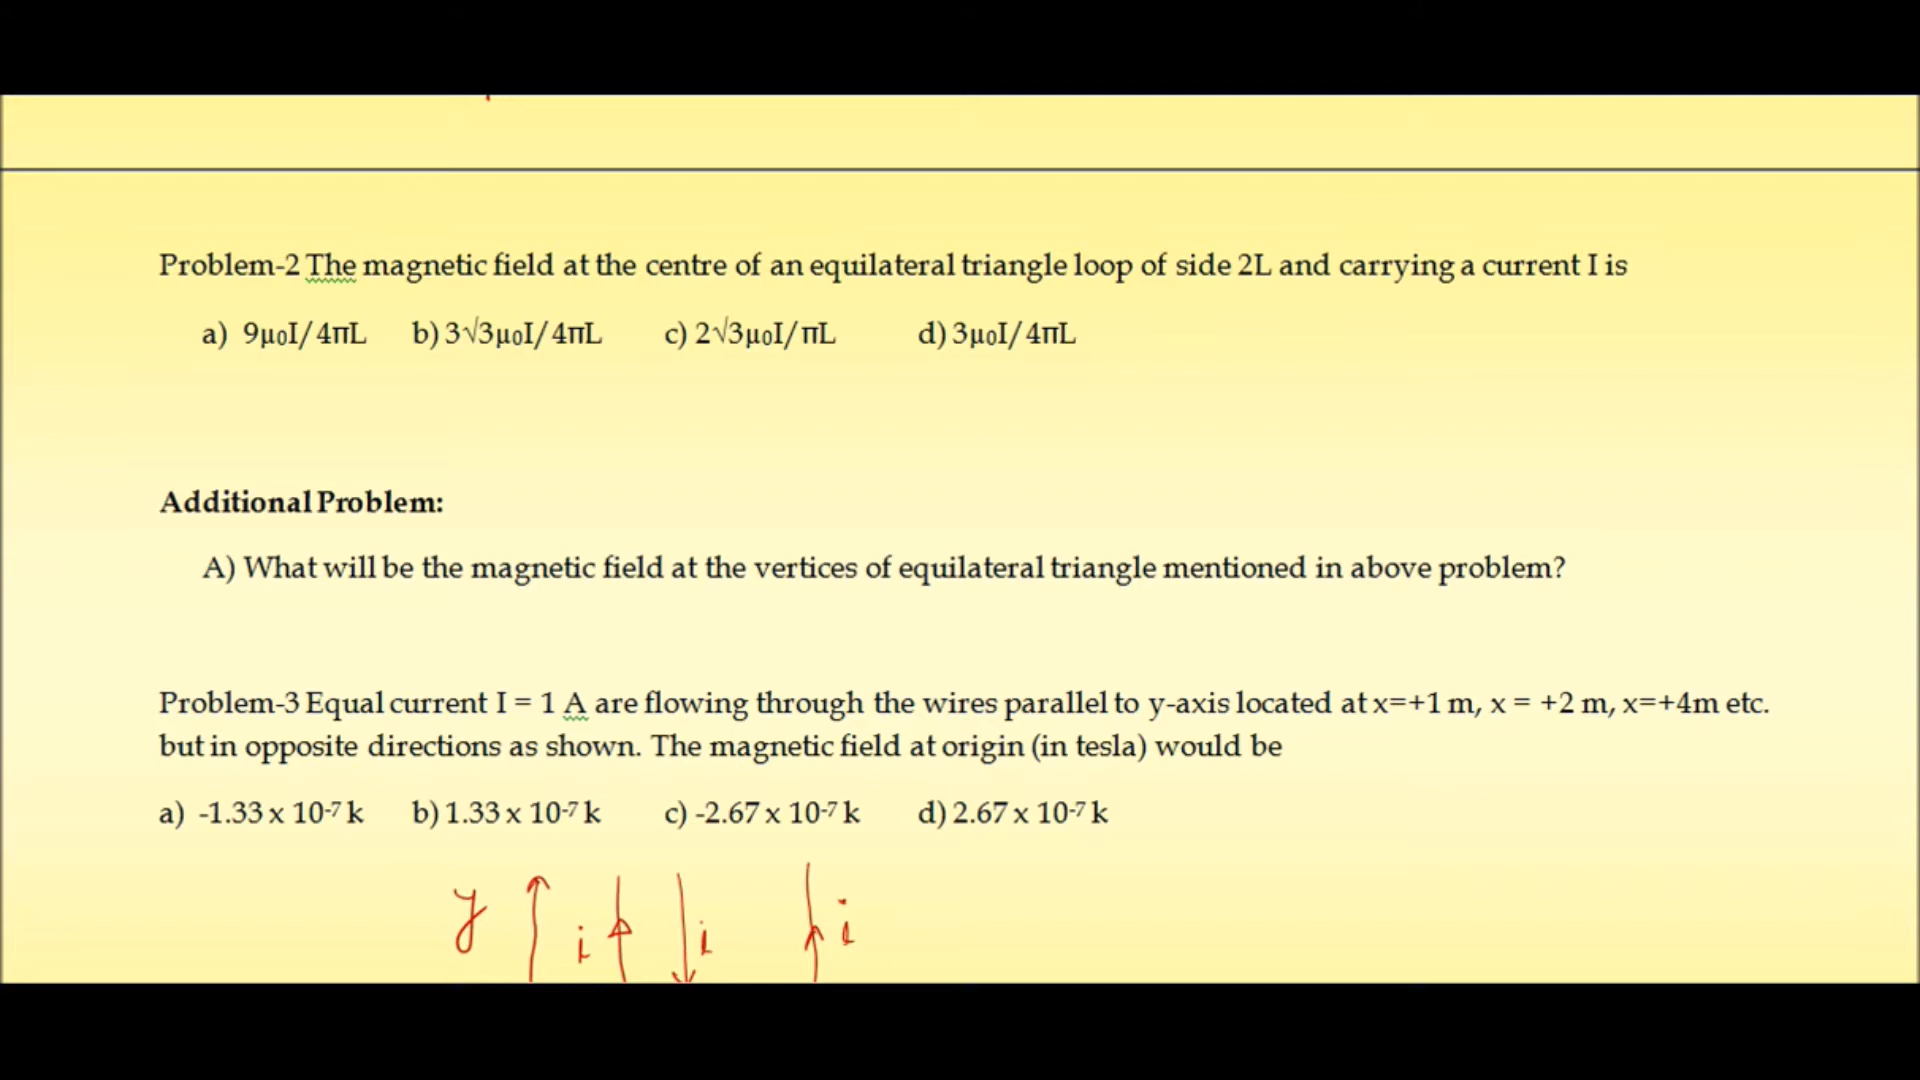 Problem-2 The magnetic field at the centre of an equilateral triangle loop of side 2L and carrying a current I is
a) 9μ₀I/4πL b) 3√3μ₀I/4πL c) 2√3μ₀I/πL d) 3μ₀I/4πL
Additional Problem:
A) What will be the magnetic field at the vertices of equilateral triangle mentioned in above problem?
Problem-3 Equal current I = 1 A are flowing through the wires parallel to y-axis located at x=+1 m, x = +2 m, x=+4m etc.
but in opposite directions as shown. The magnetic field at origin (in tesla) would be
a) -1.33 x 10⁻⁷ k b) 1.33 x 10⁻⁷ k c) -2.67 x 10⁻⁷ k d) 2.67 x 10⁻⁷ k
y i i i